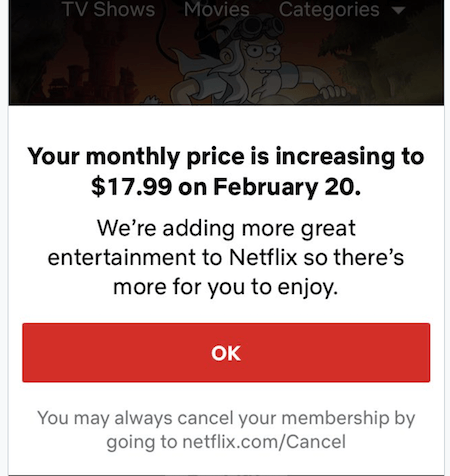 TV Shows Movies Categories
Your monthly price is increasing to
$17.99 on February 20.
We’re adding more great
entertainment to Netflix so there’s
more for you to enjoy.
OK
You may always cancel your membership by
going to netflix.com/Cancel